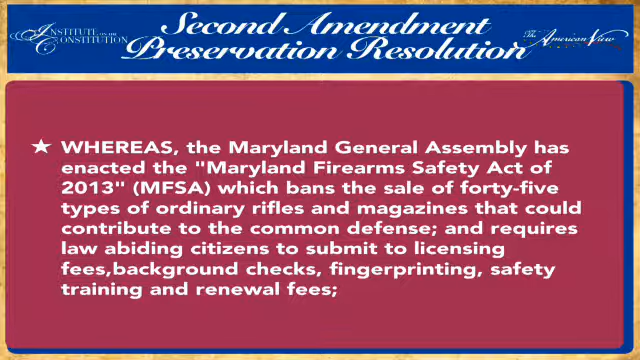 Second Amendment
Preservation Resolution
INSTITUTE ON THE
CONSTITUTION
The American View
★ WHEREAS, the Maryland General Assembly has
enacted the "Maryland Firearms Safety Act of
2013" (MFSA) which bans the sale of forty-five
types of ordinary rifles and magazines that could
contribute to the common defense; and requires
law abiding citizens to submit to licensing
fees,background checks, fingerprinting, safety
training and renewal fees;